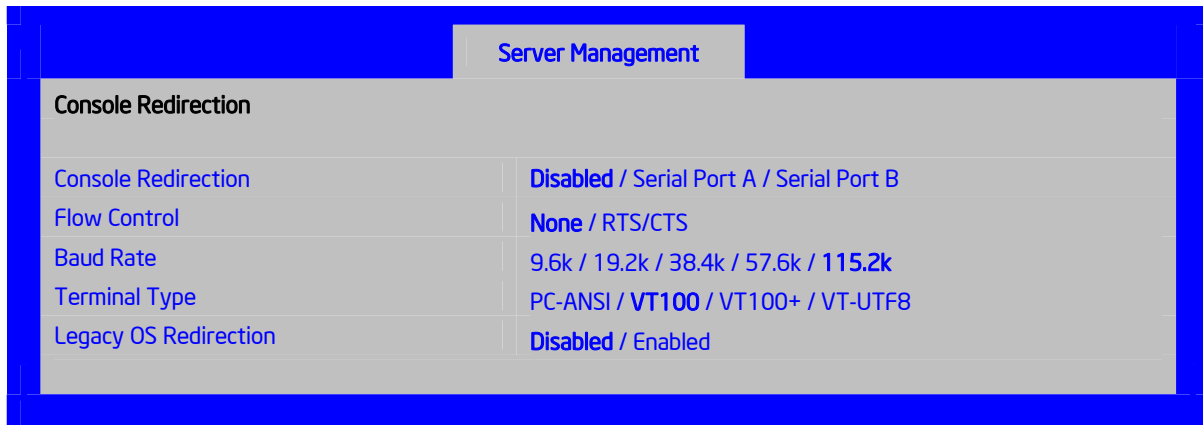 Server Management
Console Redirection
Console Redirection Disabled / Serial Port A / Serial Port B
Flow Control None / RTS/CTS
Baud Rate 9.6k / 19.2k / 38.4k / 57.6k / 115.2k
Terminal Type PC-ANSI / VT100 / VT100+ / VT-UTF8
Legacy OS Redirection Disabled / Enabled